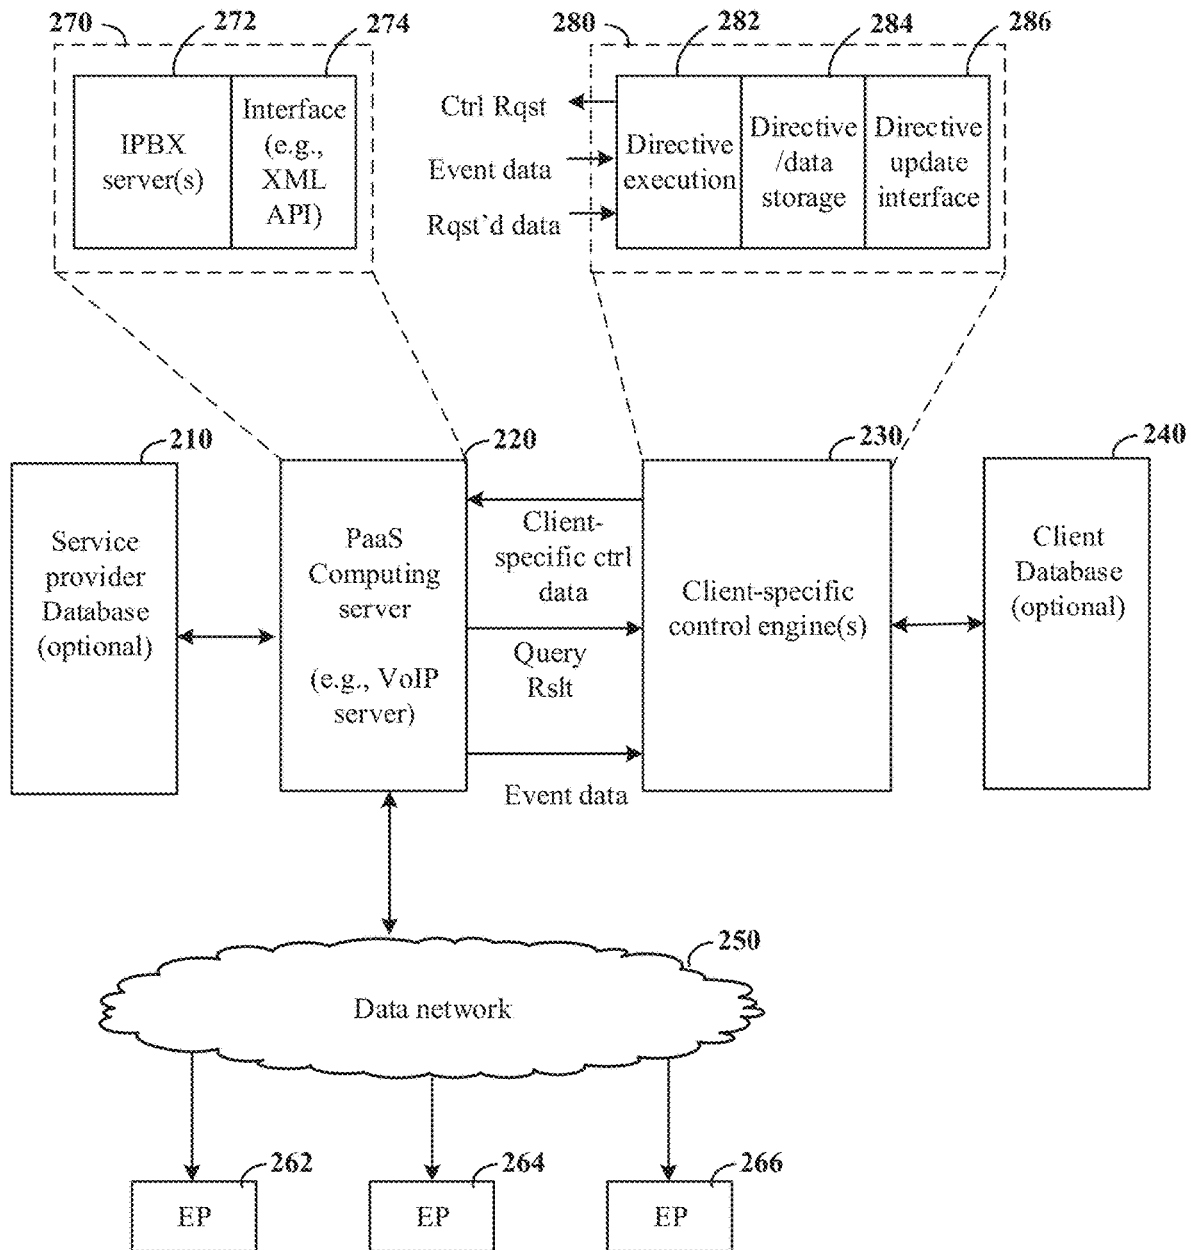 270
272
274
280
282
284
286
IPBX
server(s)
Interface
(e.g.,
XML
API)
Ctrl Rqst
Event data
Rqst'd data
Directive
execution
Directive
/data
storage
Directive
update
interface
210
220
230
240
Service
provider
Database
(optional)
PaaS
Computing
server
(e.g., VoIP
server)
Client-
specific ctrl
data
Query
Rslt
Event data
Client-specific
control engine(s)
Client
Database
(optional)
250
Data network
262
264
266
EP
EP
EP